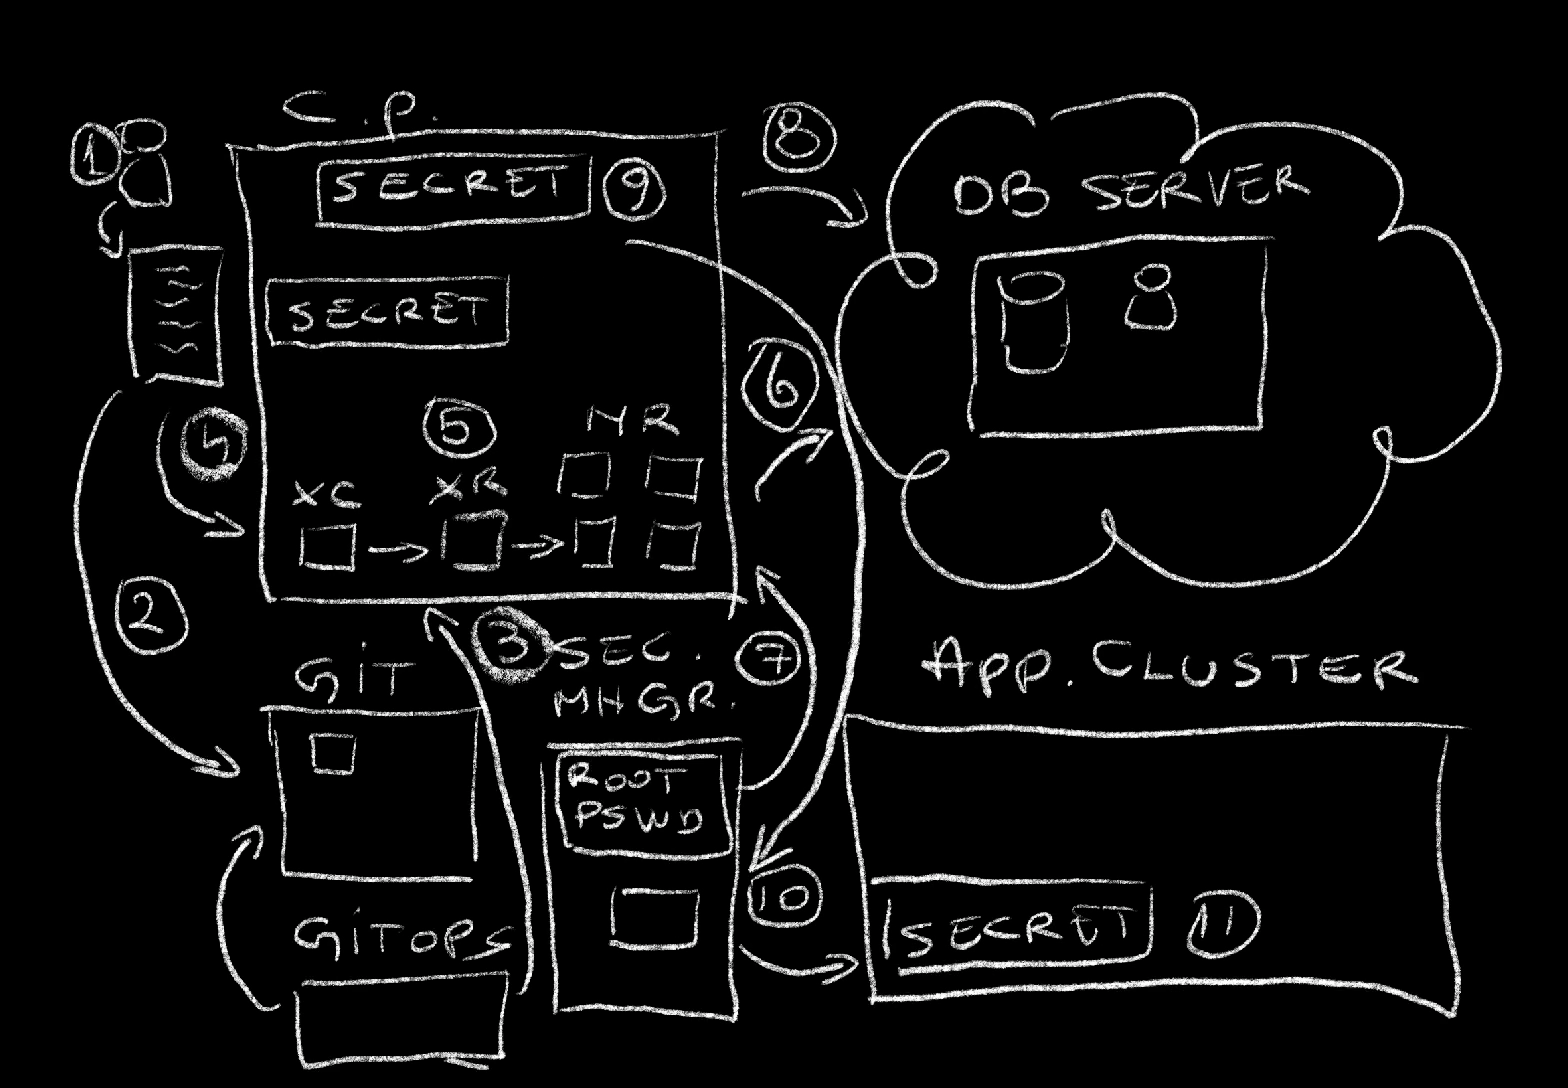 C.P.
1
8
SECRET
9
DB SERVER
SECRET
6
4
5
MR
XC
XR
2
3
SEC.
MNGR.
7
GIT
APP. CLUSTER
ROOT
PSWD
10
SECRET
11
GITOPS